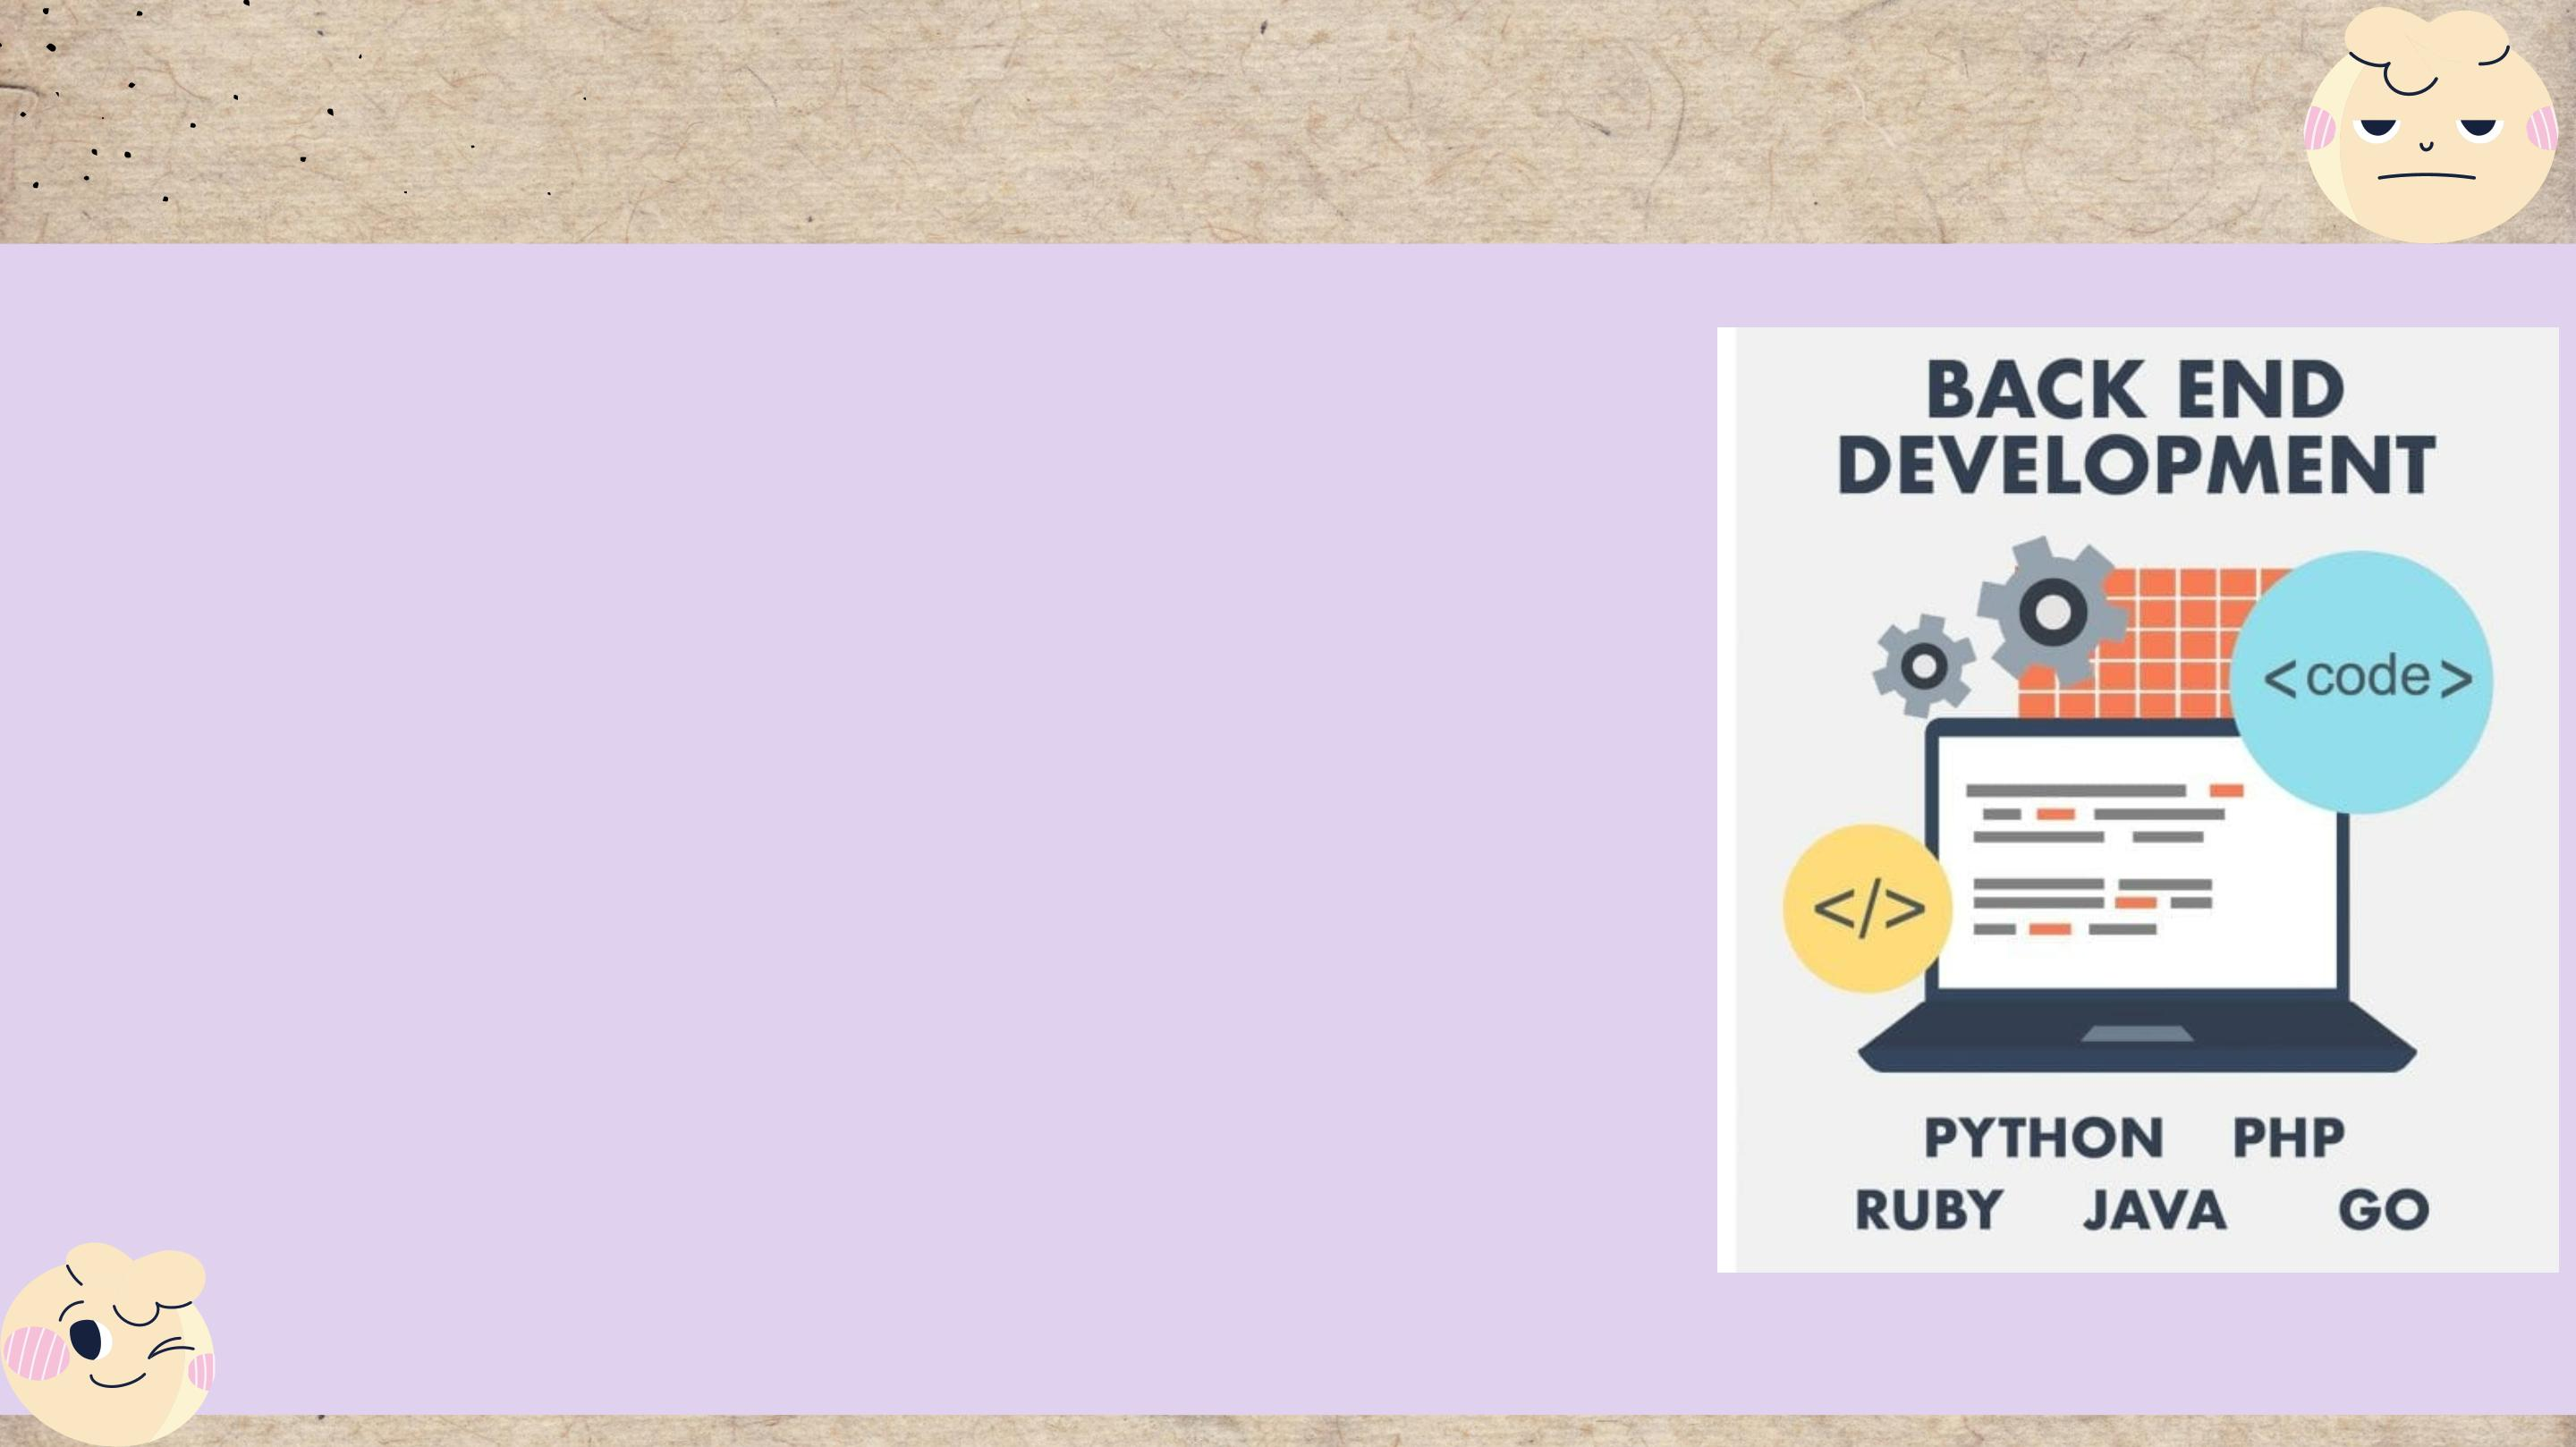 BACK END
DEVELOPMENT
<code>
</>
PYTHON PHP
RUBY JAVA GO